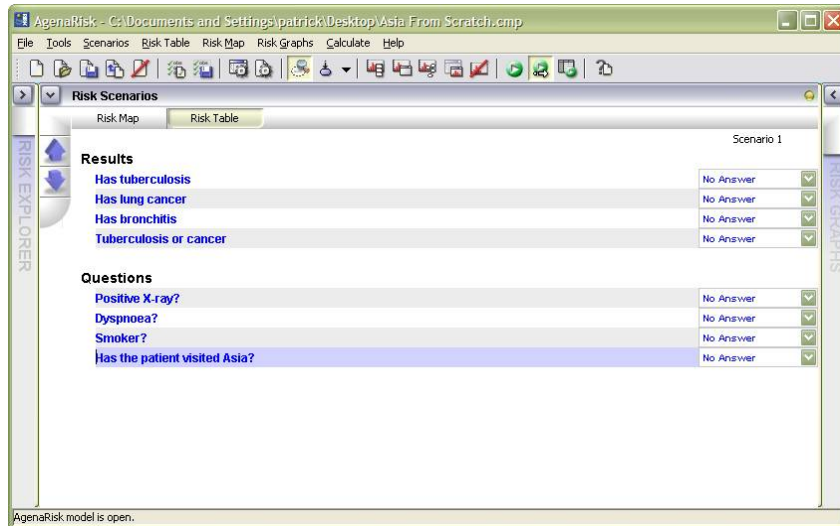 AgenaRisk - C:\Documents and Settings\patrick\Desktop\Asia From Scratch.cmp
File Tools Scenarios Risk Table Risk Map Risk Graphs Calculate Help
Risk Scenarios
Risk Map Risk Table
Scenario 1
RISK EXPLORER
RISK GRAPHS
Results
Has tuberculosis No Answer
Has lung cancer No Answer
Has bronchitis No Answer
Tuberculosis or cancer No Answer
Questions
Positive X-ray? No Answer
Dyspnoea? No Answer
Smoker? No Answer
Has the patient visited Asia? No Answer
AgenaRisk model is open.